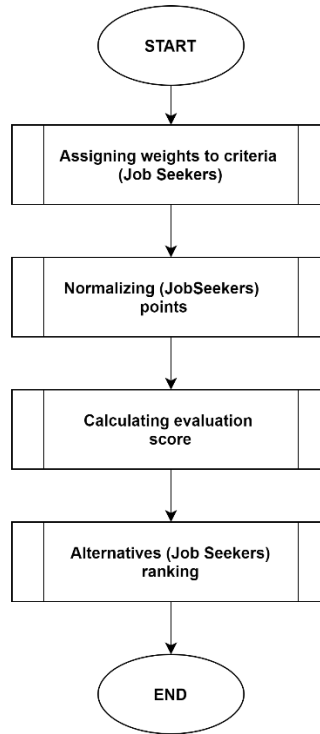 START
Assigning weights to criteria
(Job Seekers)
Normalizing (JobSeekers)
points
Calculating evaluation
score
Alternatives (Job Seekers)
ranking
END